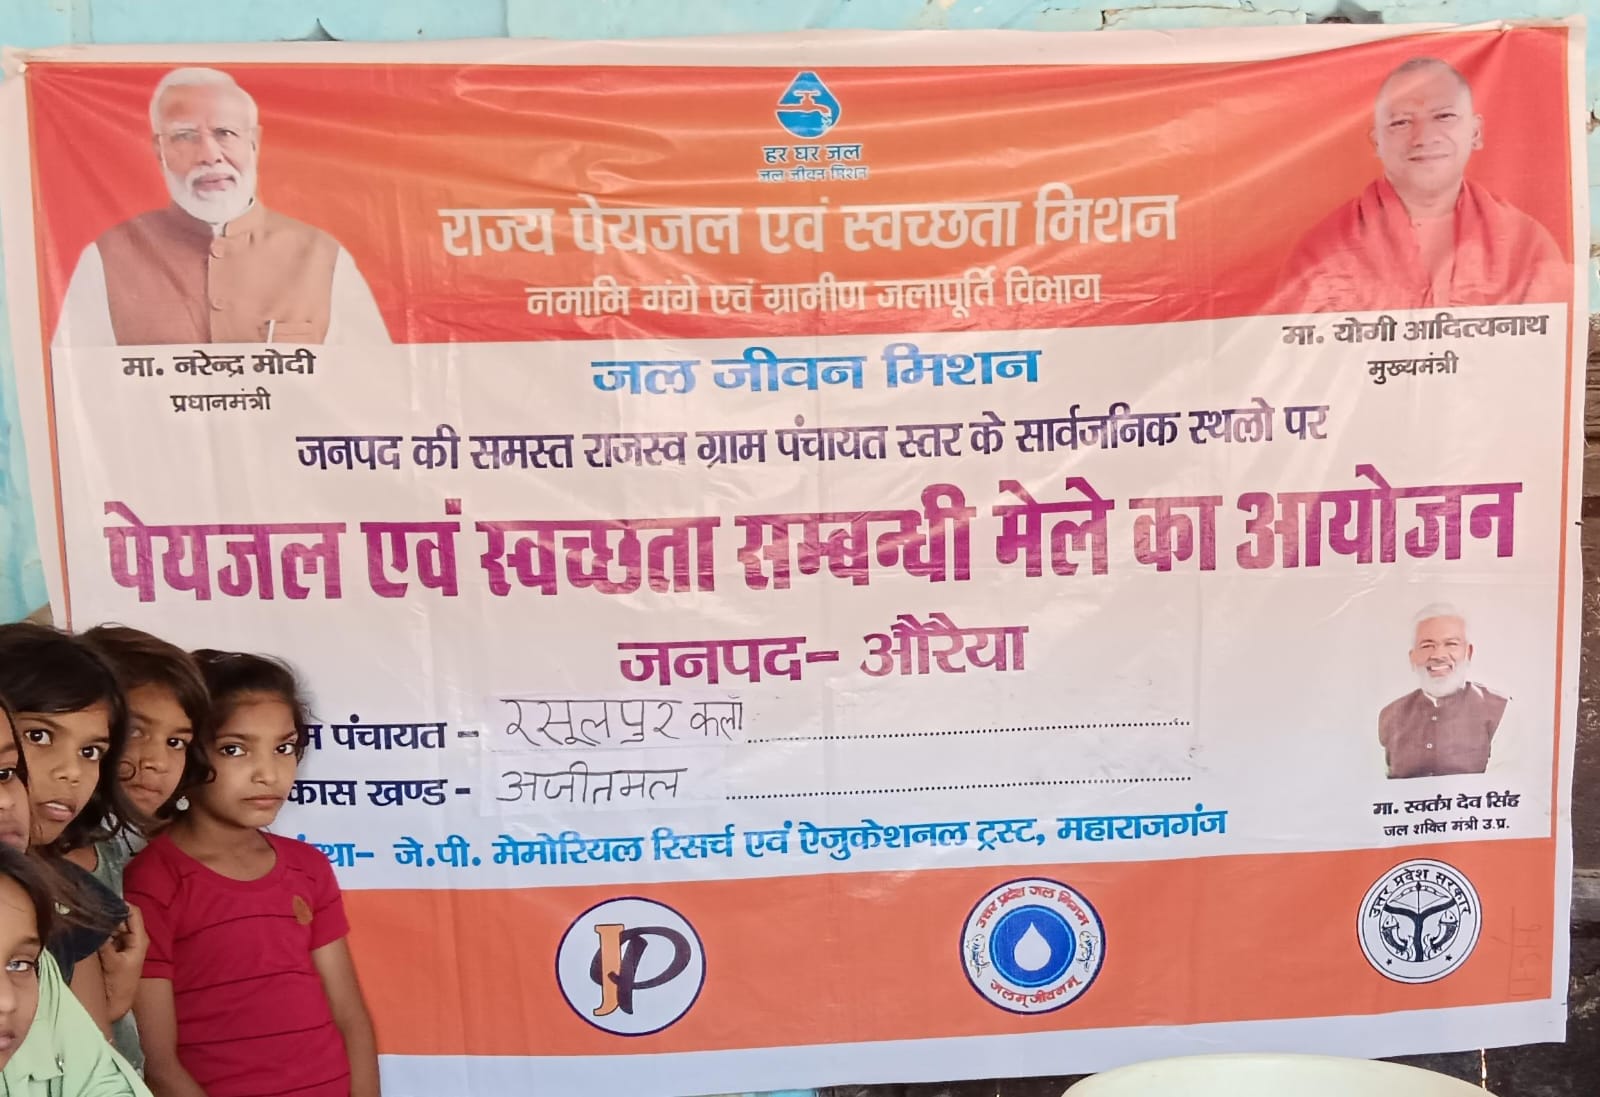 हर घर जल
जल जीवन मिशन
राज्य पेयजल एवं स्वच्छता मिशन
नमामि गंगे एवं ग्रामीण जलापूर्ति विभाग
मा. नरेन्द्र मोदी
प्रधानमंत्री
मा. योगी आदित्यनाथ
मुख्यमंत्री
जल जीवन मिशन
जनपद की समस्त राजस्व ग्राम पंचायत स्तर के सार्वजनिक स्थलो पर
पेयजल एवं स्वच्छता सम्बन्धी मेले का आयोजन
जनपद- औरैया
म पंचायत - रसूलपुर कलाँ
कास खण्ड - अजीतमल
था- जे.पी. मेमोरियल रिसर्च एवं ऐजुकेशनल ट्रस्ट, महाराजगंज
मा. स्वतंत्र देव सिंह
जल शक्ति मंत्री उ.प्र.
JP
उत्तर प्रदेश जल निगम
जलम् जीवनम्
उत्तर प्रदेश सरकार